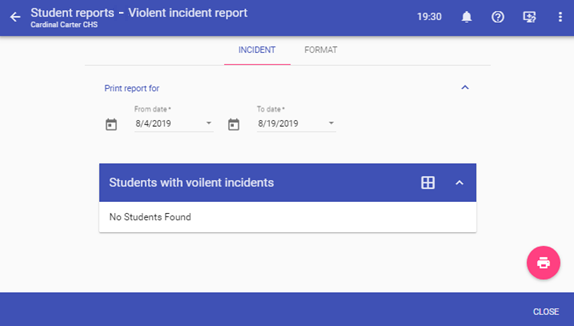 Student reports - Violent incident report
Cardinal Carter CHS
19:30
INCIDENT
FORMAT
Print report for
From date*
To date*
8/4/2019
8/19/2019
Students with voilent incidents
No Students Found
CLOSE